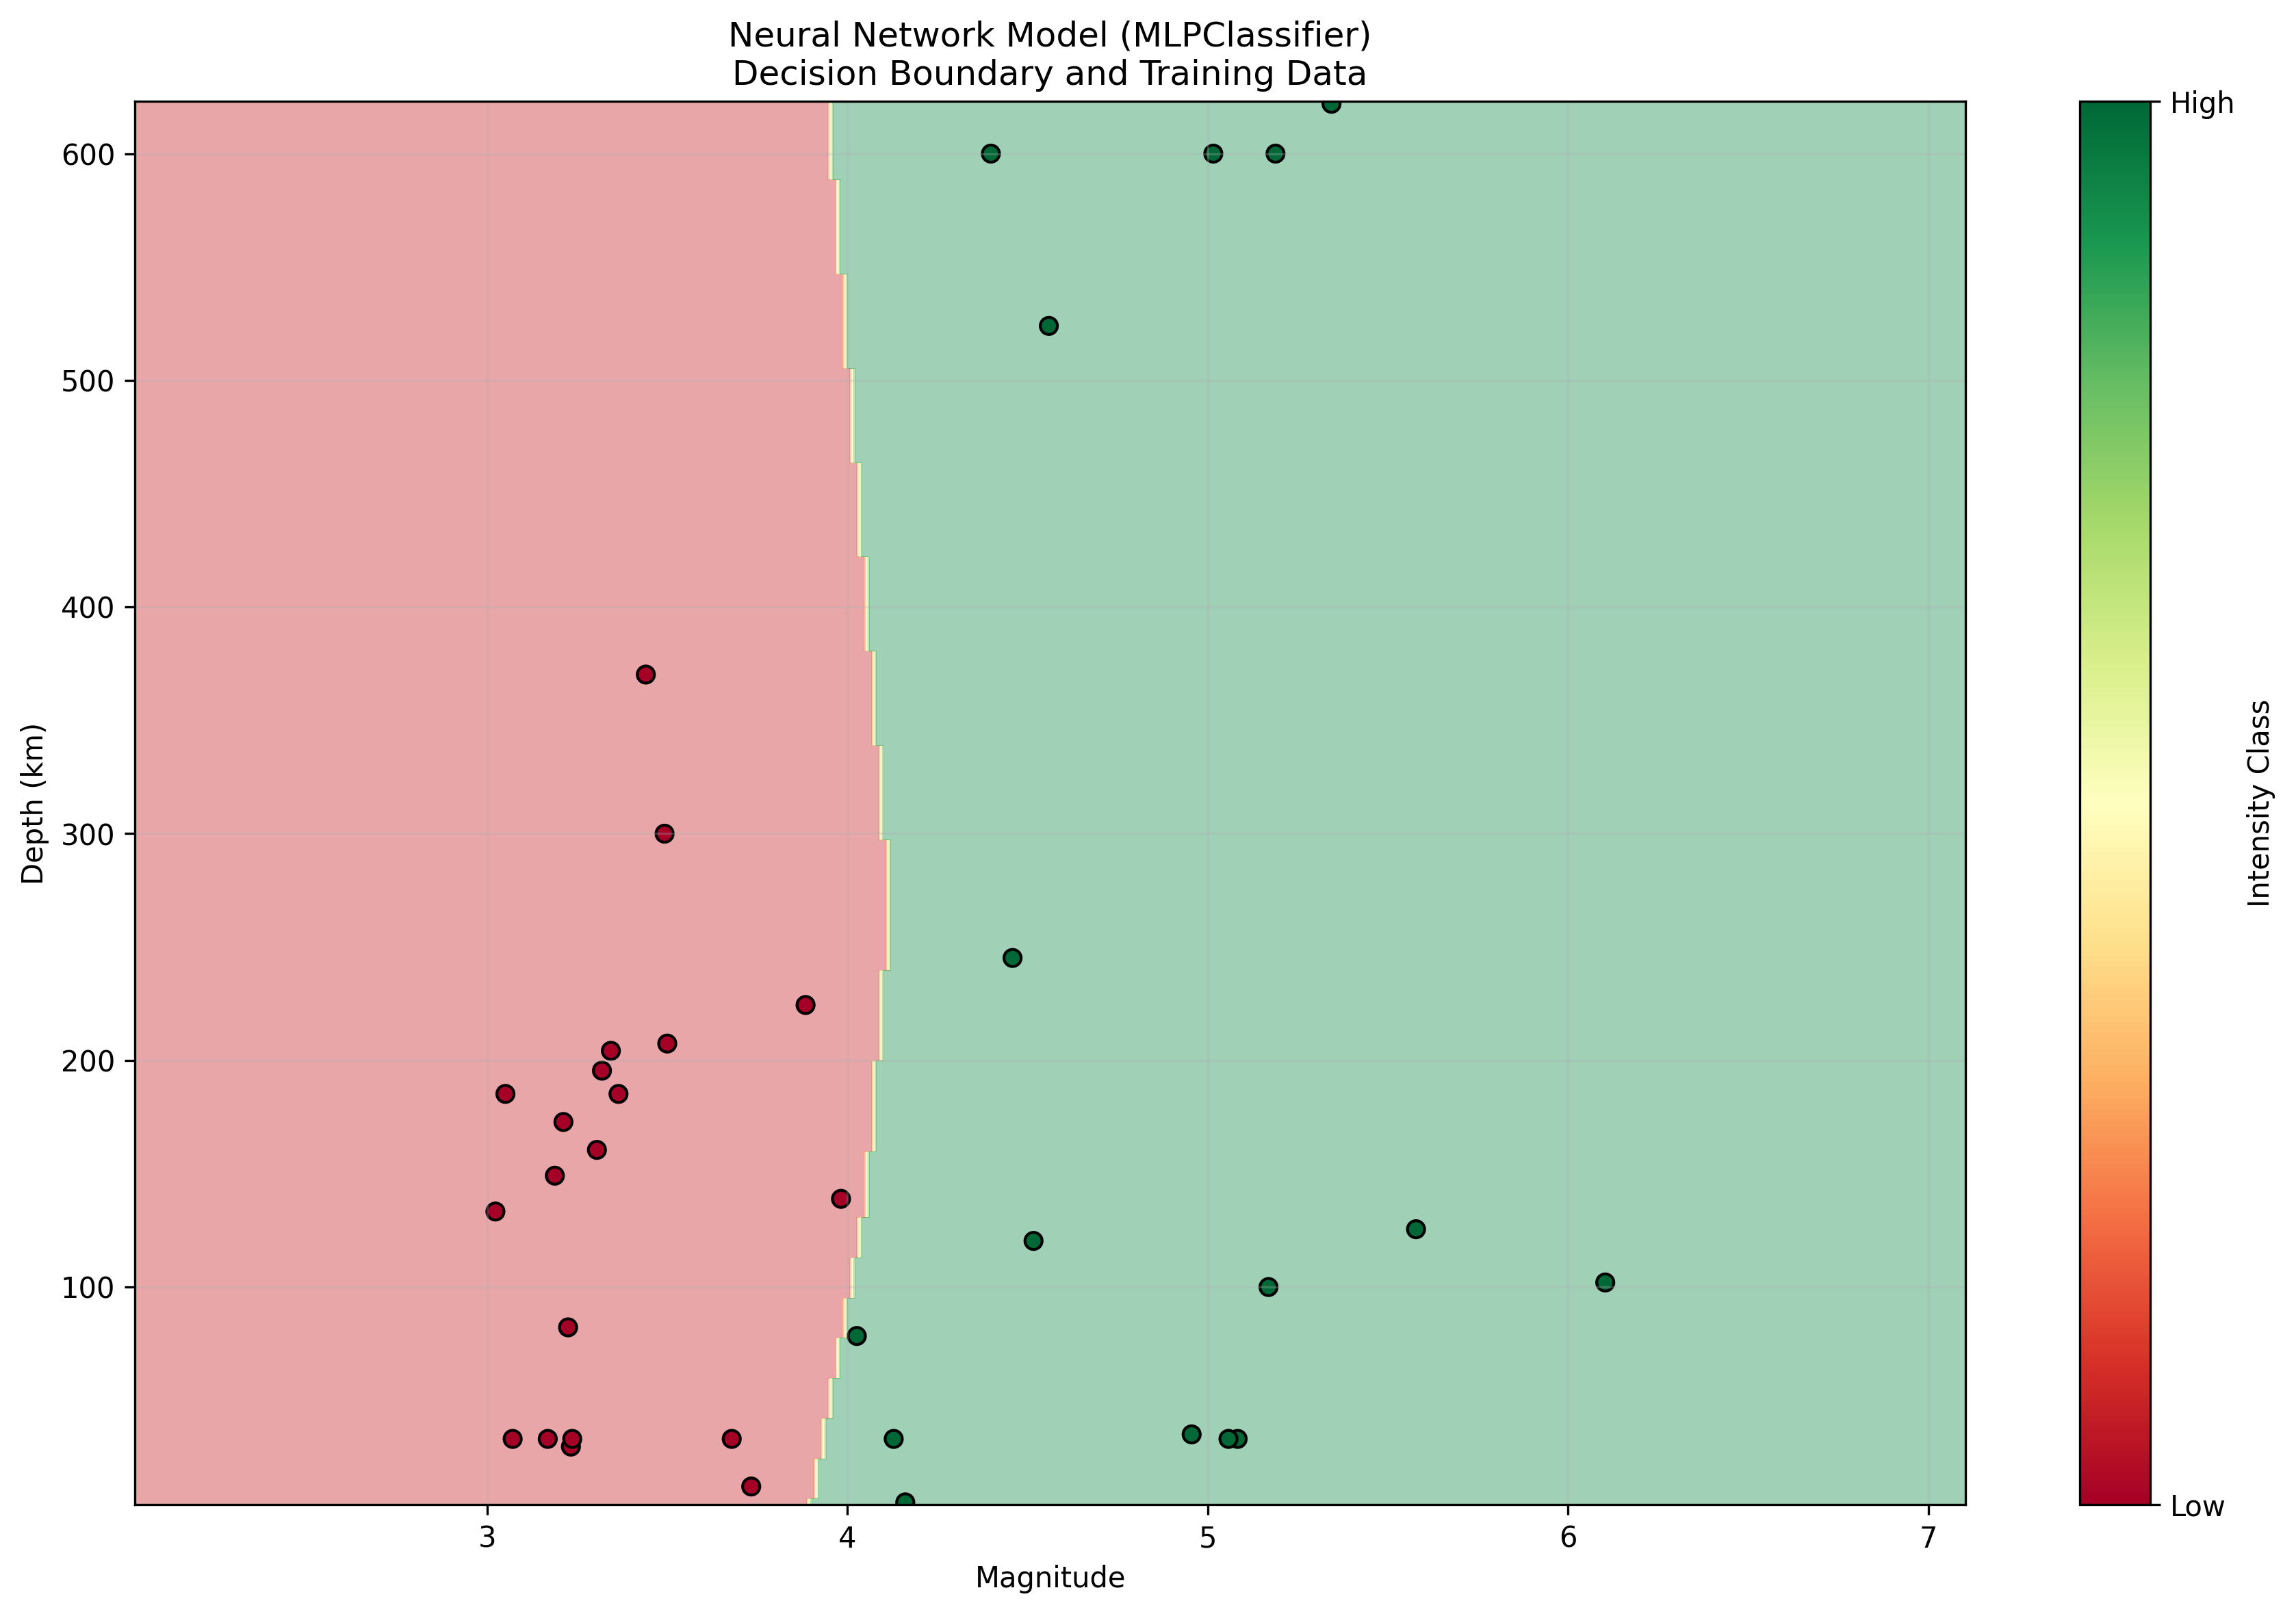 Neural Network Model (MLPClassifier)
Decision Boundary and Training Data
High
600
500
400
300
200
100
Depth (km)
Intensity Class
Low
3
4
5
6
7
Magnitude